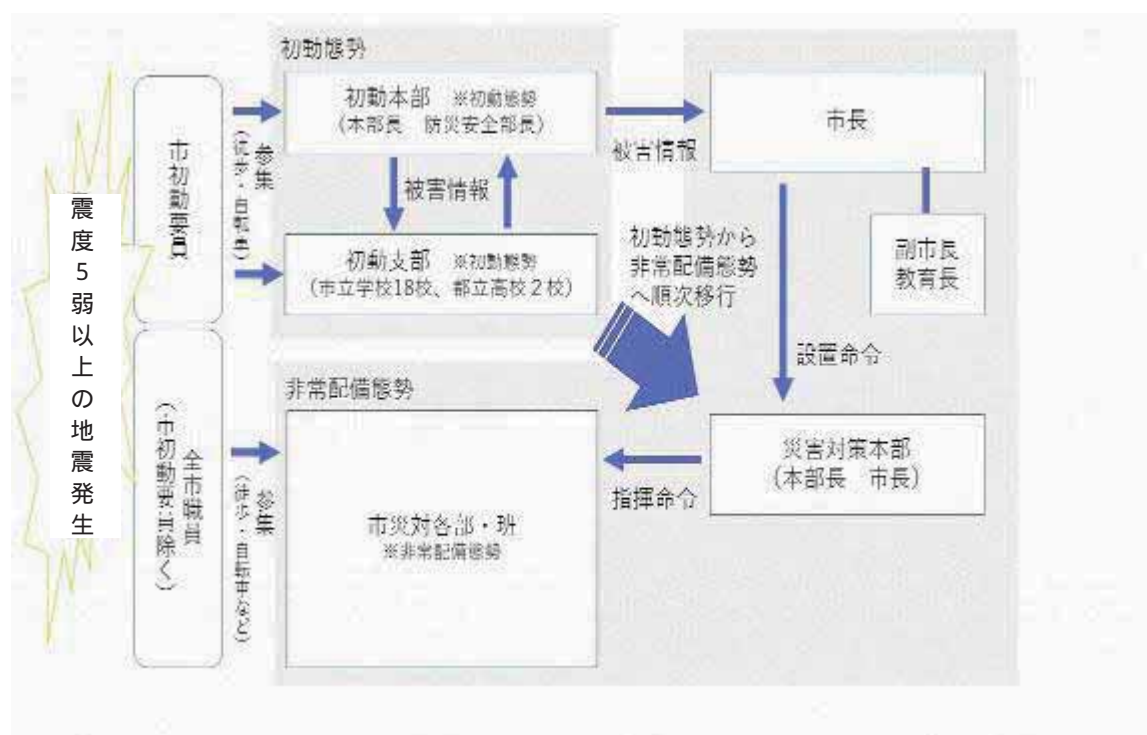 震度５弱以上の地震発生
市初動要員
参集
(徒歩・自転車)
初動態勢
初動本部 ※初動態勢
(本部長 防災安全部長)
被害情報
初動支部 ※初動態勢
(市立学校18校、都立高校２校)
被害情報
市長
副市長
教育長
初動態勢から
非常配備態勢
へ順次移行
設置命令
全市職員
(市初動要員除く)
参集
(徒歩・自転車など)
非常配備態勢
市災対各部・班
※非常配備態勢
指揮命令
災害対策本部
(本部長 市長)